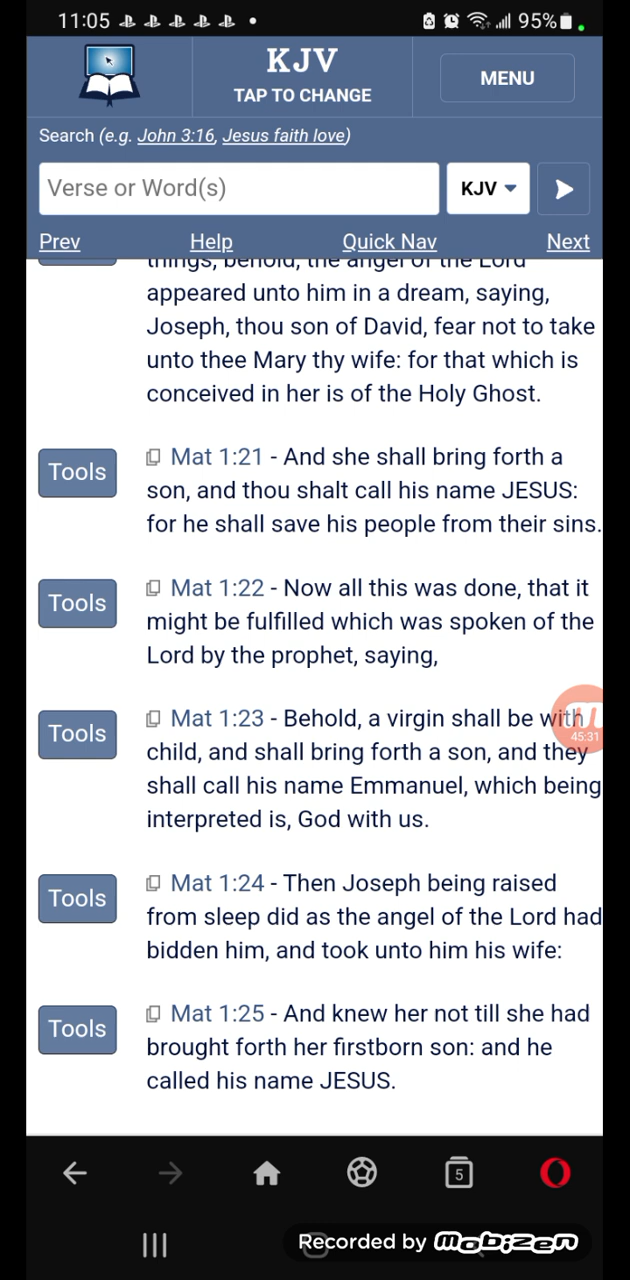 11:05 95%
KJV
TAP TO CHANGE
MENU
Search (e.g. John 3:16, Jesus faith love)
Verse or Word(s) KJV
Prev Help Quick Nav Next
things, behold, the angel of the Lord
appeared unto him in a dream, saying,
Joseph, thou son of David, fear not to take
unto thee Mary thy wife: for that which is
conceived in her is of the Holy Ghost.
Tools
Mat 1:21 - And she shall bring forth a
son, and thou shalt call his name JESUS:
for he shall save his people from their sins.
Tools
Mat 1:22 - Now all this was done, that it
might be fulfilled which was spoken of the
Lord by the prophet, saying,
Tools
Mat 1:23 - Behold, a virgin shall be with
child, and shall bring forth a son, and they
shall call his name Emmanuel, which being
interpreted is, God with us.
45:31
Tools
Mat 1:24 - Then Joseph being raised
from sleep did as the angel of the Lord had
bidden him, and took unto him his wife:
Tools
Mat 1:25 - And knew her not till she had
brought forth her firstborn son: and he
called his name JESUS.
5
Recorded by mobizen